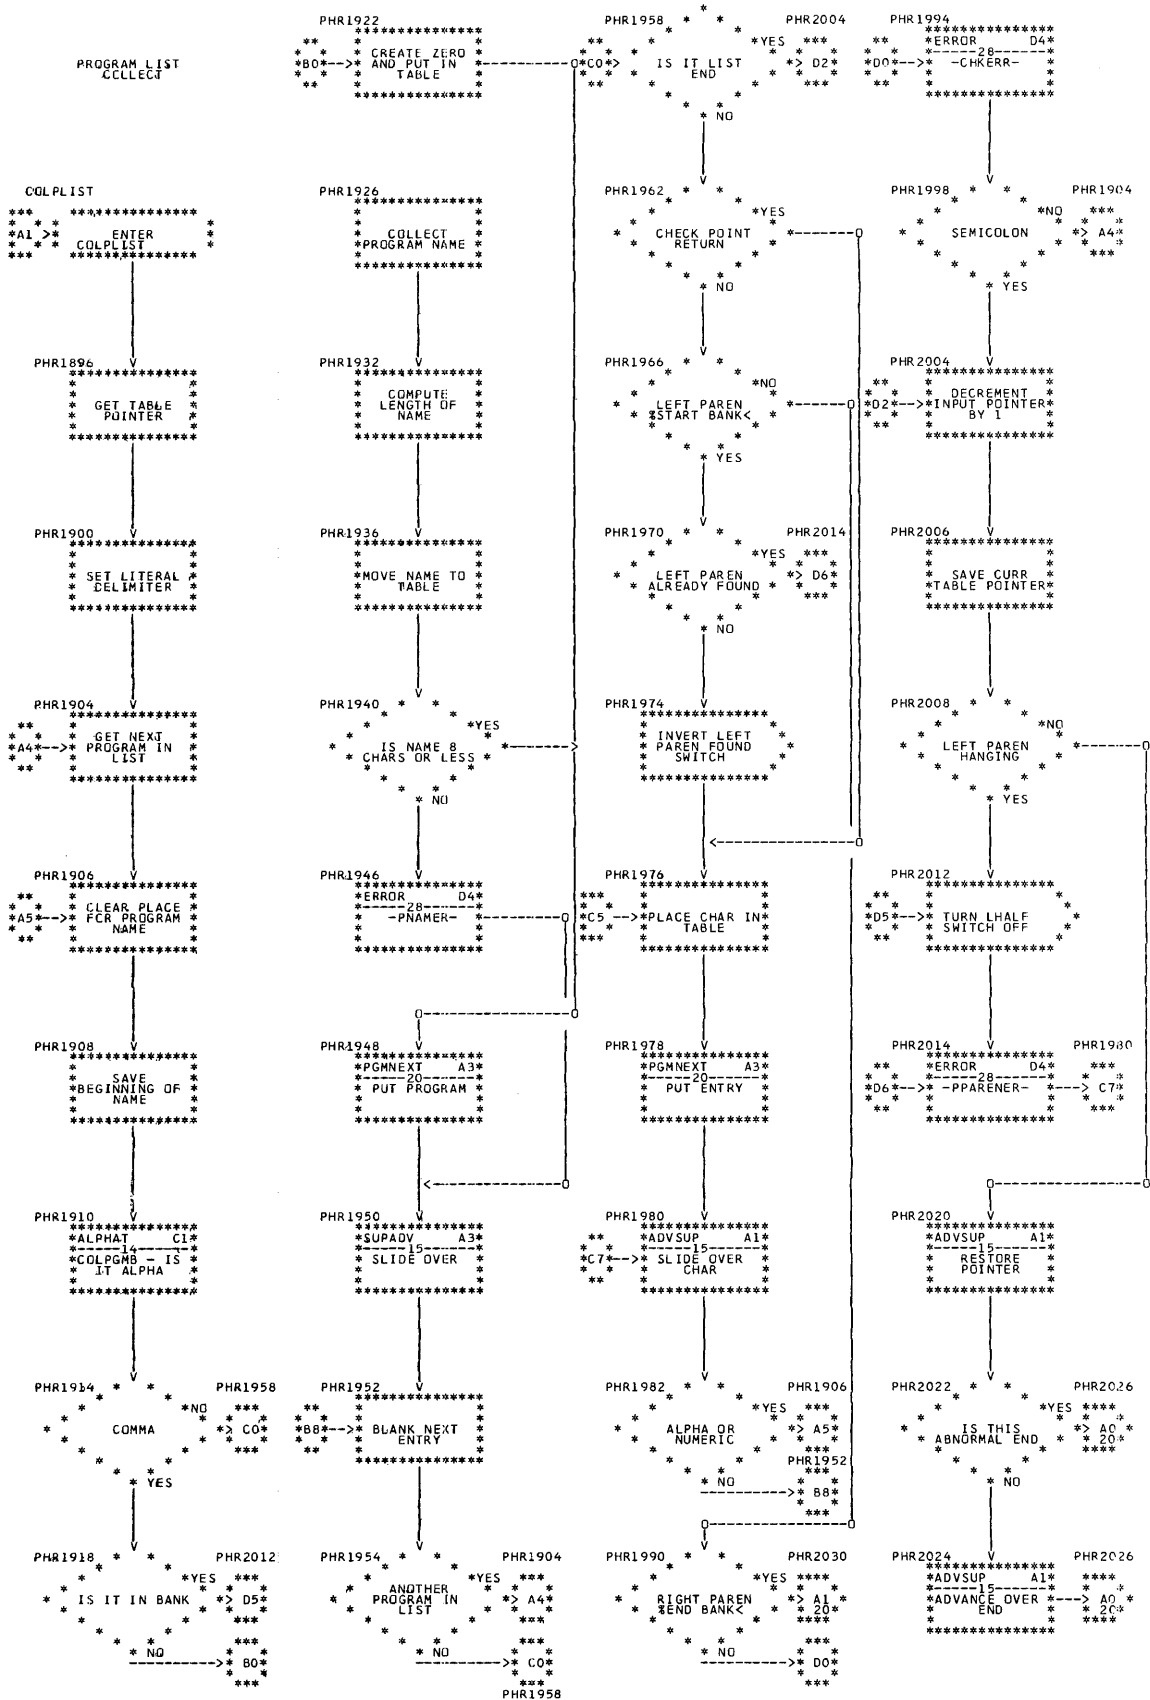 PROGRAM LIST
COLLECT
COLPLIST
A1
ENTER
COLPLIST
PHR1896
GET TABLE
POINTER
PHR1900
SET LITERAL
DELIMITER
PHR1904
A4
GET NEXT
PROGRAM IN
LIST
PHR1906
A5
CLEAR PLACE
FCR PROGRAM
NAME
PHR1908
SAVE
BEGINNING OF
NAME
PHR1910
ALPHAT C1
14
COLPGMB - IS
IT ALPHA
PHR1914
COMMA
NO
PHR1958
C0
YES
PHR1918
IS IT IN BANK
YES
PHR2012
D5
NO
B0
PHR1922
B0
CREATE ZERO
AND PUT IN
TABLE
PHR1926
COLLECT
PROGRAM NAME
PHR1932
COMPUTE
LENGTH OF
NAME
PHR1936
MOVE NAME TO
TABLE
PHR1940
IS NAME 8
CHARS OR LESS
YES
NO
PHR1946
ERROR D4
28
-PNAMER-
PHR1948
PGMNEXT A3
20
PUT PROGRAM
PHR1950
SUPADV A3
15
SLIDE OVER
PHR1952
B8
BLANK NEXT
ENTRY
PHR1954
ANOTHER
PROGRAM IN
LIST
YES
PHR1904
A4
NO
C0
PHR1958
PHR1958
C0
IS IT LIST
END
YES
PHR2004
D2
NO
PHR1962
CHECK POINT
RETURN
YES
NO
PHR1966
LEFT PAREN
%START BANK<
NO
YES
PHR1970
LEFT PAREN
ALREADY FOUND
YES
PHR2014
D6
NO
PHR1974
INVERT LEFT
PAREN FOUND
SWITCH
PHR1976
C5
PLACE CHAR IN
TABLE
PHR1978
PGMNEXT A3
20
PUT ENTRY
PHR1980
C7
ADVSUP A1
15
SLIDE OVER
CHAR
PHR1982
ALPHA OR
NUMERIC
YES
PHR1906
A5
NO
PHR1952
B8
PHR1990
RIGHT PAREN
%END BANK<
YES
PHR2030
A1
20
NO
D0
PHR1994
D0
ERROR D4
28
-CHKERR-
PHR1998
SEMICOLON
NO
PHR1904
A4
YES
PHR2004
D2
DECREMENT
INPUT POINTER
BY 1
PHR2006
SAVE CURR
TABLE POINTER
PHR2008
LEFT PAREN
HANGING
NO
YES
PHR2012
D5
TURN LHALF
SWITCH OFF
PHR2014
D6
ERROR D4
28
-PPARENER-
PHR1980
C7
PHR2020
ADVSUP A1
15
RESTORE
POINTER
PHR2022
IS THIS
ABNORMAL END
YES
PHR2026
A0
20
NO
PHR2024
ADVSUP A1
15
ADVANCE OVER
END
PHR2026
A0
20